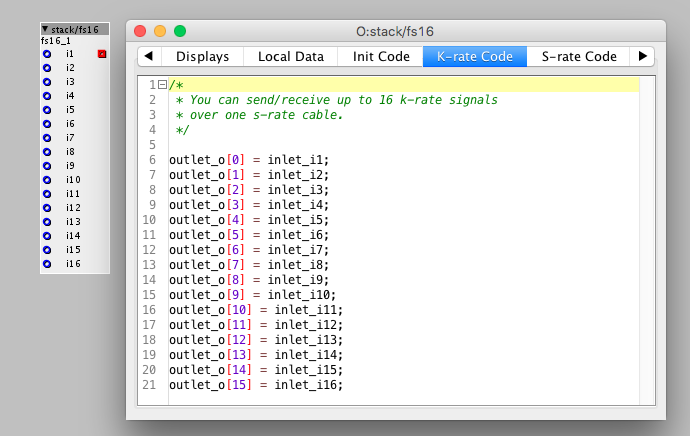 ▼ stack/fs16
fs16_1
i1
i2
i3
i4
i5
i6
i7
i8
i9
i10
i11
i12
i13
i14
i15
i16
O:stack/fs16
Displays Local Data Init Code K-rate Code S-rate Code
1 /*
2 * You can send/receive up to 16 k-rate signals
3 * over one s-rate cable.
4 */
5
6 outlet_o[0] = inlet_i1;
7 outlet_o[1] = inlet_i2;
8 outlet_o[2] = inlet_i3;
9 outlet_o[3] = inlet_i4;
10 outlet_o[4] = inlet_i5;
11 outlet_o[5] = inlet_i6;
12 outlet_o[6] = inlet_i7;
13 outlet_o[7] = inlet_i8;
14 outlet_o[8] = inlet_i9;
15 outlet_o[9] = inlet_i10;
16 outlet_o[10] = inlet_i11;
17 outlet_o[11] = inlet_i12;
18 outlet_o[12] = inlet_i13;
19 outlet_o[13] = inlet_i14;
20 outlet_o[14] = inlet_i15;
21 outlet_o[15] = inlet_i16;